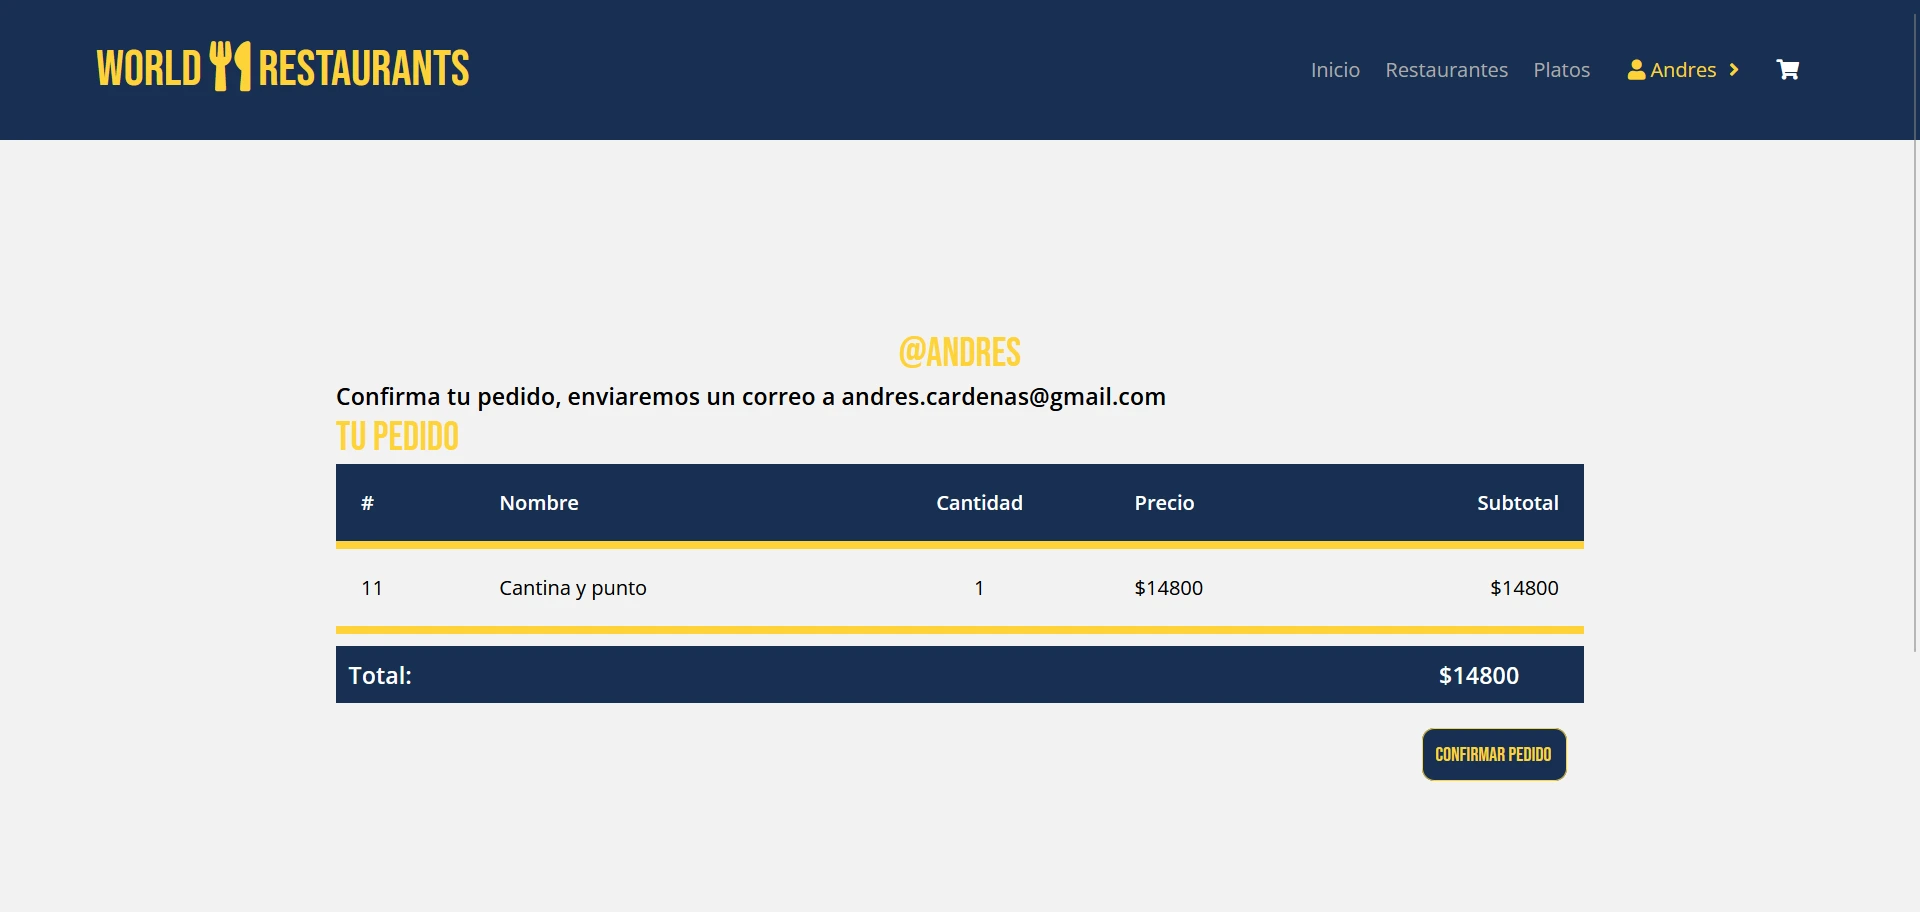 WORLD RESTAURANTS
Inicio Restaurantes Platos Andres
@ANDRES
Confirma tu pedido, enviaremos un correo a andres.cardenas@gmail.com
TU PEDIDO
# Nombre Cantidad Precio Subtotal
11 Cantina y punto 1 $14800 $14800
Total: $14800
CONFIRMAR PEDIDO